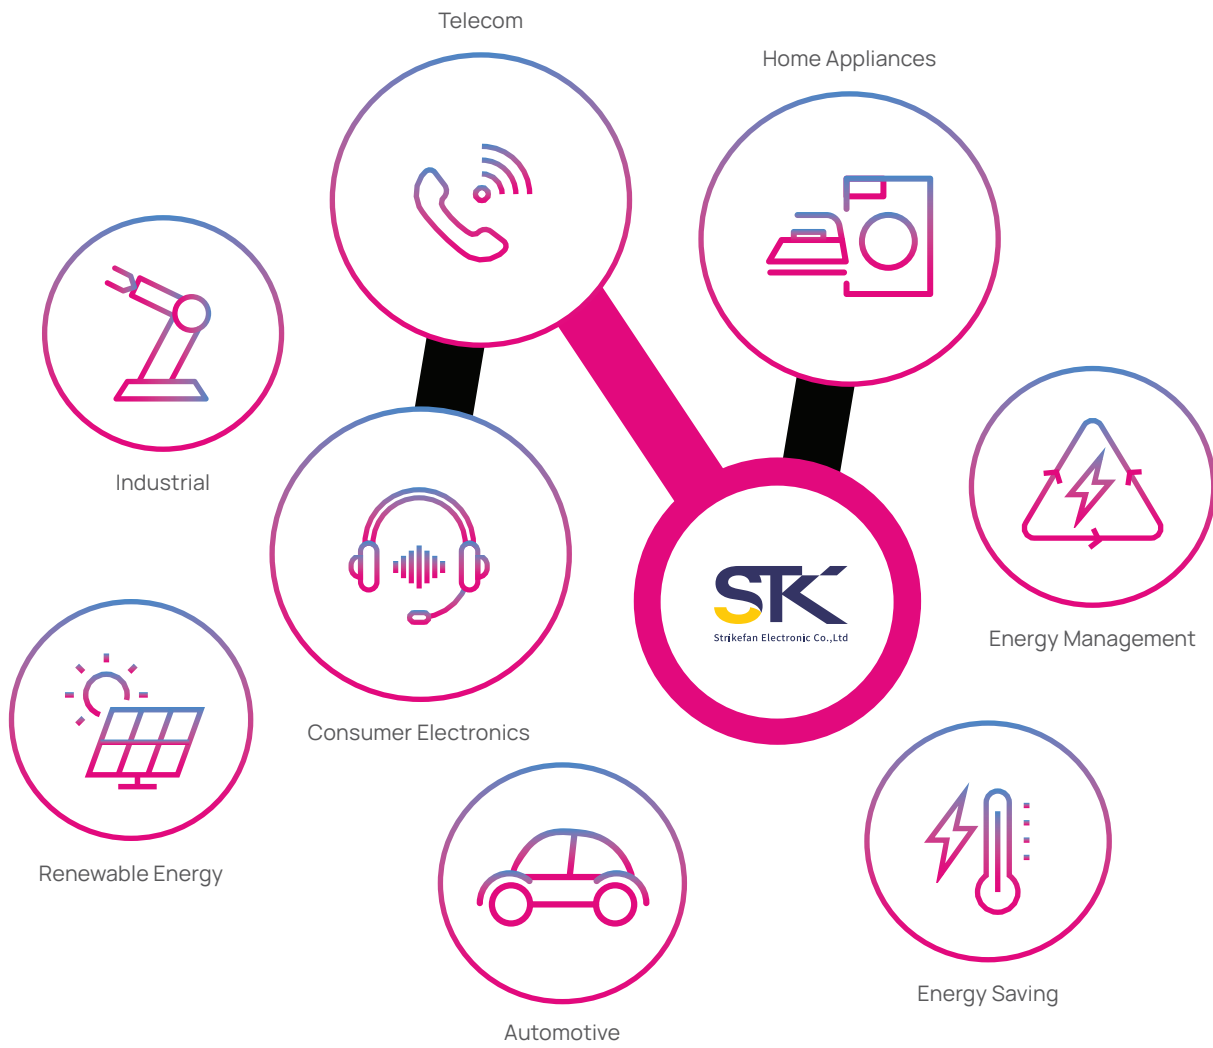 Telecom
Home Appliances
Industrial
STK
Strikefan Electronic Co.,Ltd
Energy Management
Consumer Electronics
Renewable Energy
Energy Saving
Automotive